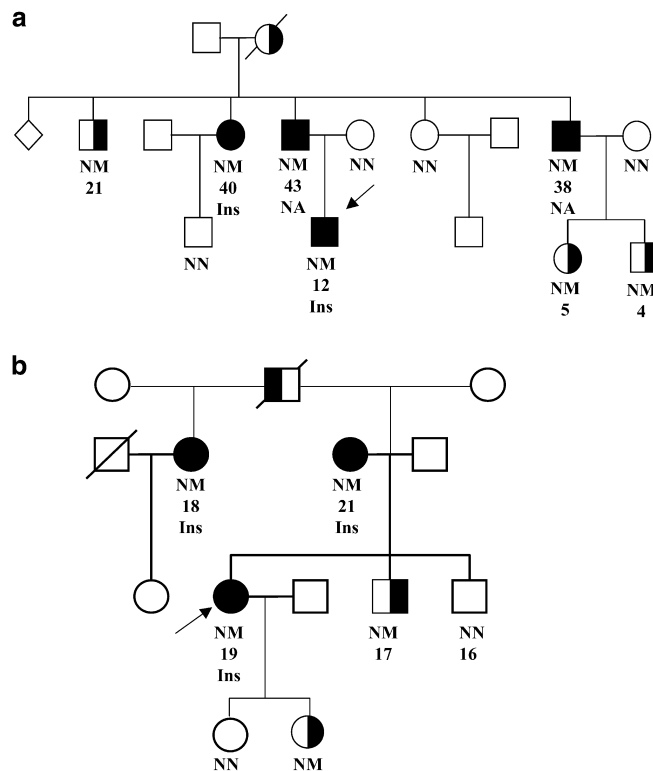 a
NM NM NM NN NN NM NN
21 40 43 38
Ins NA NA
NN NM NM NM
12 5 4
Ins
b
NM NM
18 21
Ins Ins
NM NM NN
19 17 16
Ins
NN NM